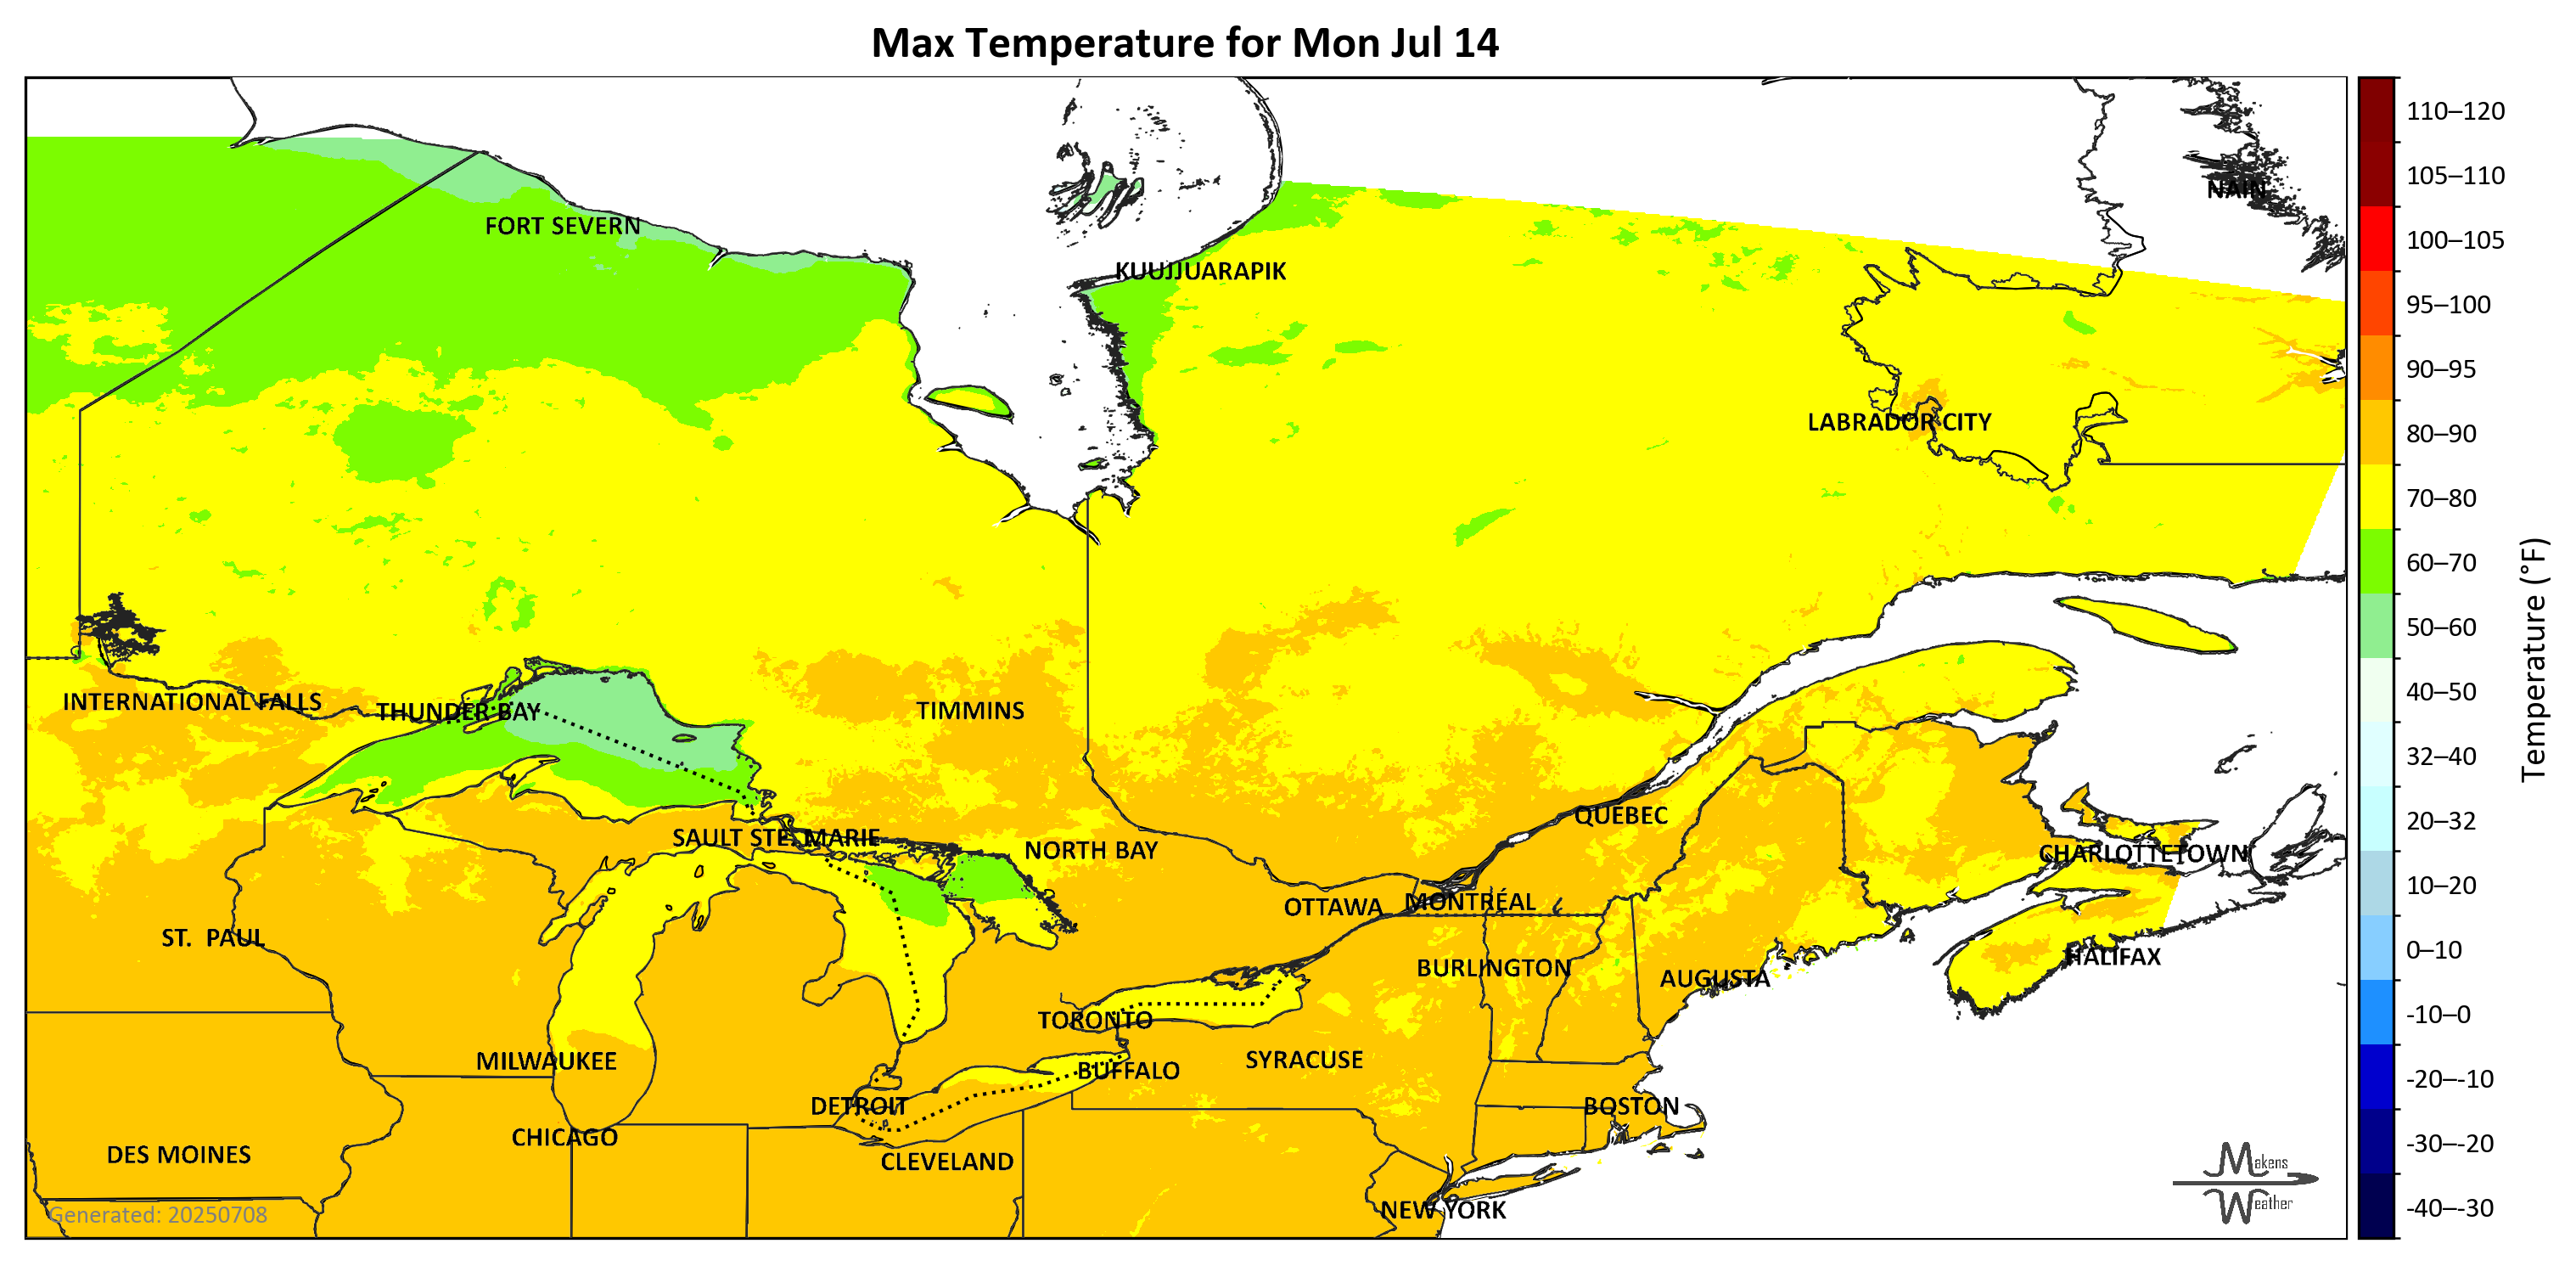 Max Temperature for Mon Jul 14
NAIN
FORT SEVERN
KUUJJUARAPIK
LABRADOR CITY
INTERNATIONAL FALLS
THUNDER BAY
TIMMINS
QUEBEC
SAULT STE. MARIE
NORTH BAY
CHARLOTTETOWN
OTTAWA
MONTRÉAL
ST. PAUL
HALIFAX
BURLINGTON
AUGUSTA
TORONTO
MILWAUKEE
SYRACUSE
BUFFALO
DETROIT
BOSTON
CHICAGO
DES MOINES
CLEVELAND
NEW YORK
Generated: 20250708
Makens
Weather
110–120
105–110
100–105
95–100
90–95
80–90
70–80
60–70
50–60
40–50
32–40
20–32
10–20
0–10
-10–0
-20–-10
-30–-20
-40–-30
Temperature (°F)